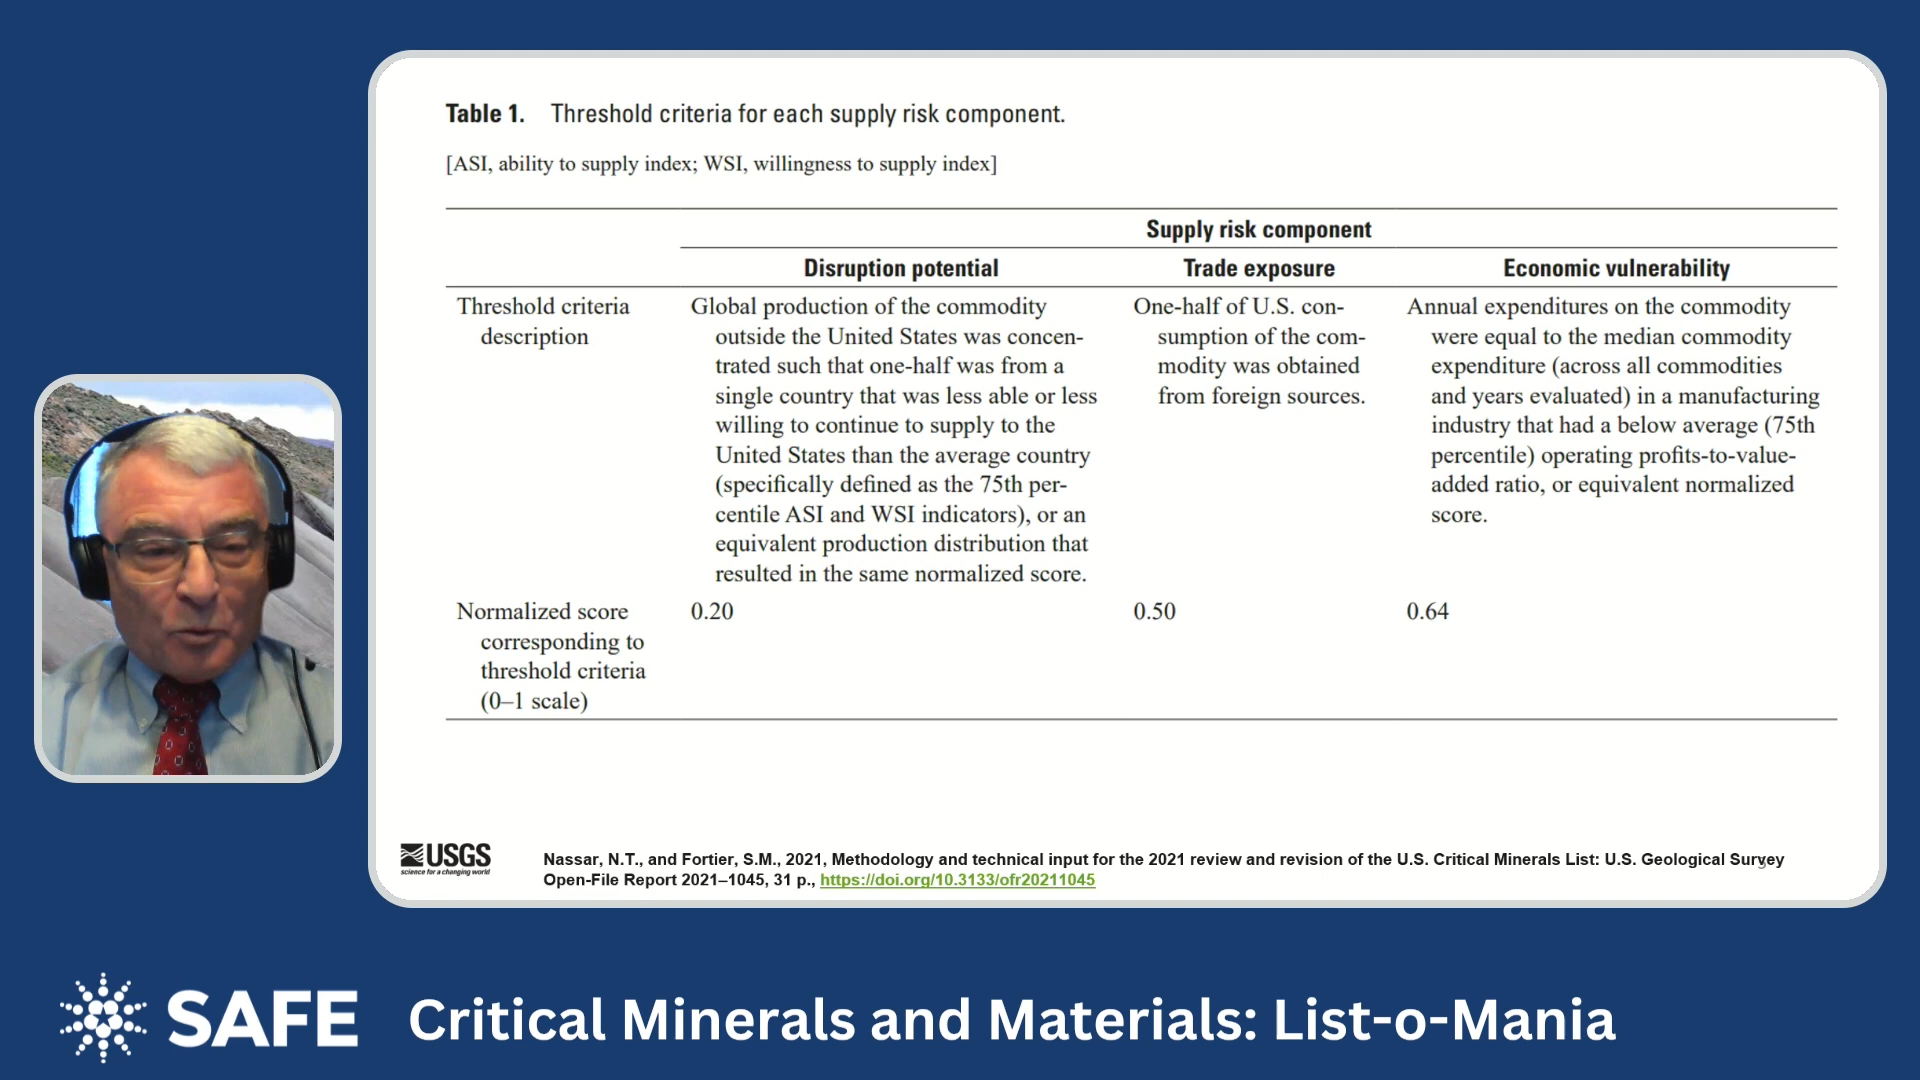 Table 1. Threshold criteria for each supply risk component.
[ASI, ability to supply index; WSI, willingness to supply index]
Supply risk component
Disruption potential
Trade exposure
Economic vulnerability
Threshold criteria
description
Global production of the commodity
outside the United States was concen-
trated such that one-half was from a
single country that was less able or less
willing to continue to supply to the
United States than the average country
(specifically defined as the 75th per-
centile ASI and WSI indicators), or an
equivalent production distribution that
resulted in the same normalized score.
One-half of U.S. con-
sumption of the com-
modity was obtained
from foreign sources.
Annual expenditures on the commodity
were equal to the median commodity
expenditure (across all commodities
and years evaluated) in a manufacturing
industry that had a below average (75th
percentile) operating profits-to-value-
added ratio, or equivalent normalized
score.
Normalized score
corresponding to
threshold criteria
(0–1 scale)
0.20
0.50
0.64
USGS
science for a changing world
Nassar, N.T., and Fortier, S.M., 2021, Methodology and technical input for the 2021 review and revision of the U.S. Critical Minerals List: U.S. Geological Survey
Open-File Report 2021–1045, 31 p., https://doi.org/10.3133/ofr20211045
SAFE
Critical Minerals and Materials: List-o-Mania